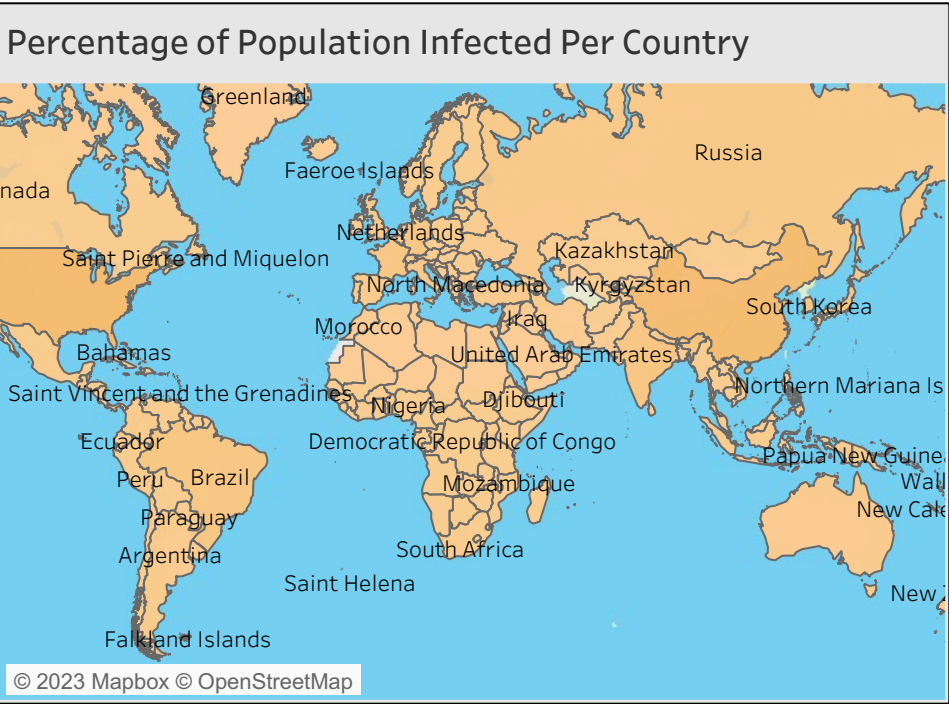 Percentage of Population Infected Per Country
Greenland
Russia
Faeroe Islands
nada
Netherlands
Saint Pierre and Miquelon
Kazakhstan
North Macedonia
Kyrgyzstan
South Korea
Iraq
Morocco
Bahamas
United Arab Emirates
Northern Mariana Is
Saint Vincent and the Grenadines
Nigeria
Djibouti
Ecuador
Democratic Republic of Congo
Papua New Guine
Peru
Brazil
Mozambique
Wall
New Cale
Paraguay
South Africa
Argentina
Saint Helena
New Z
Falkland Islands
© 2023 Mapbox © OpenStreetMap